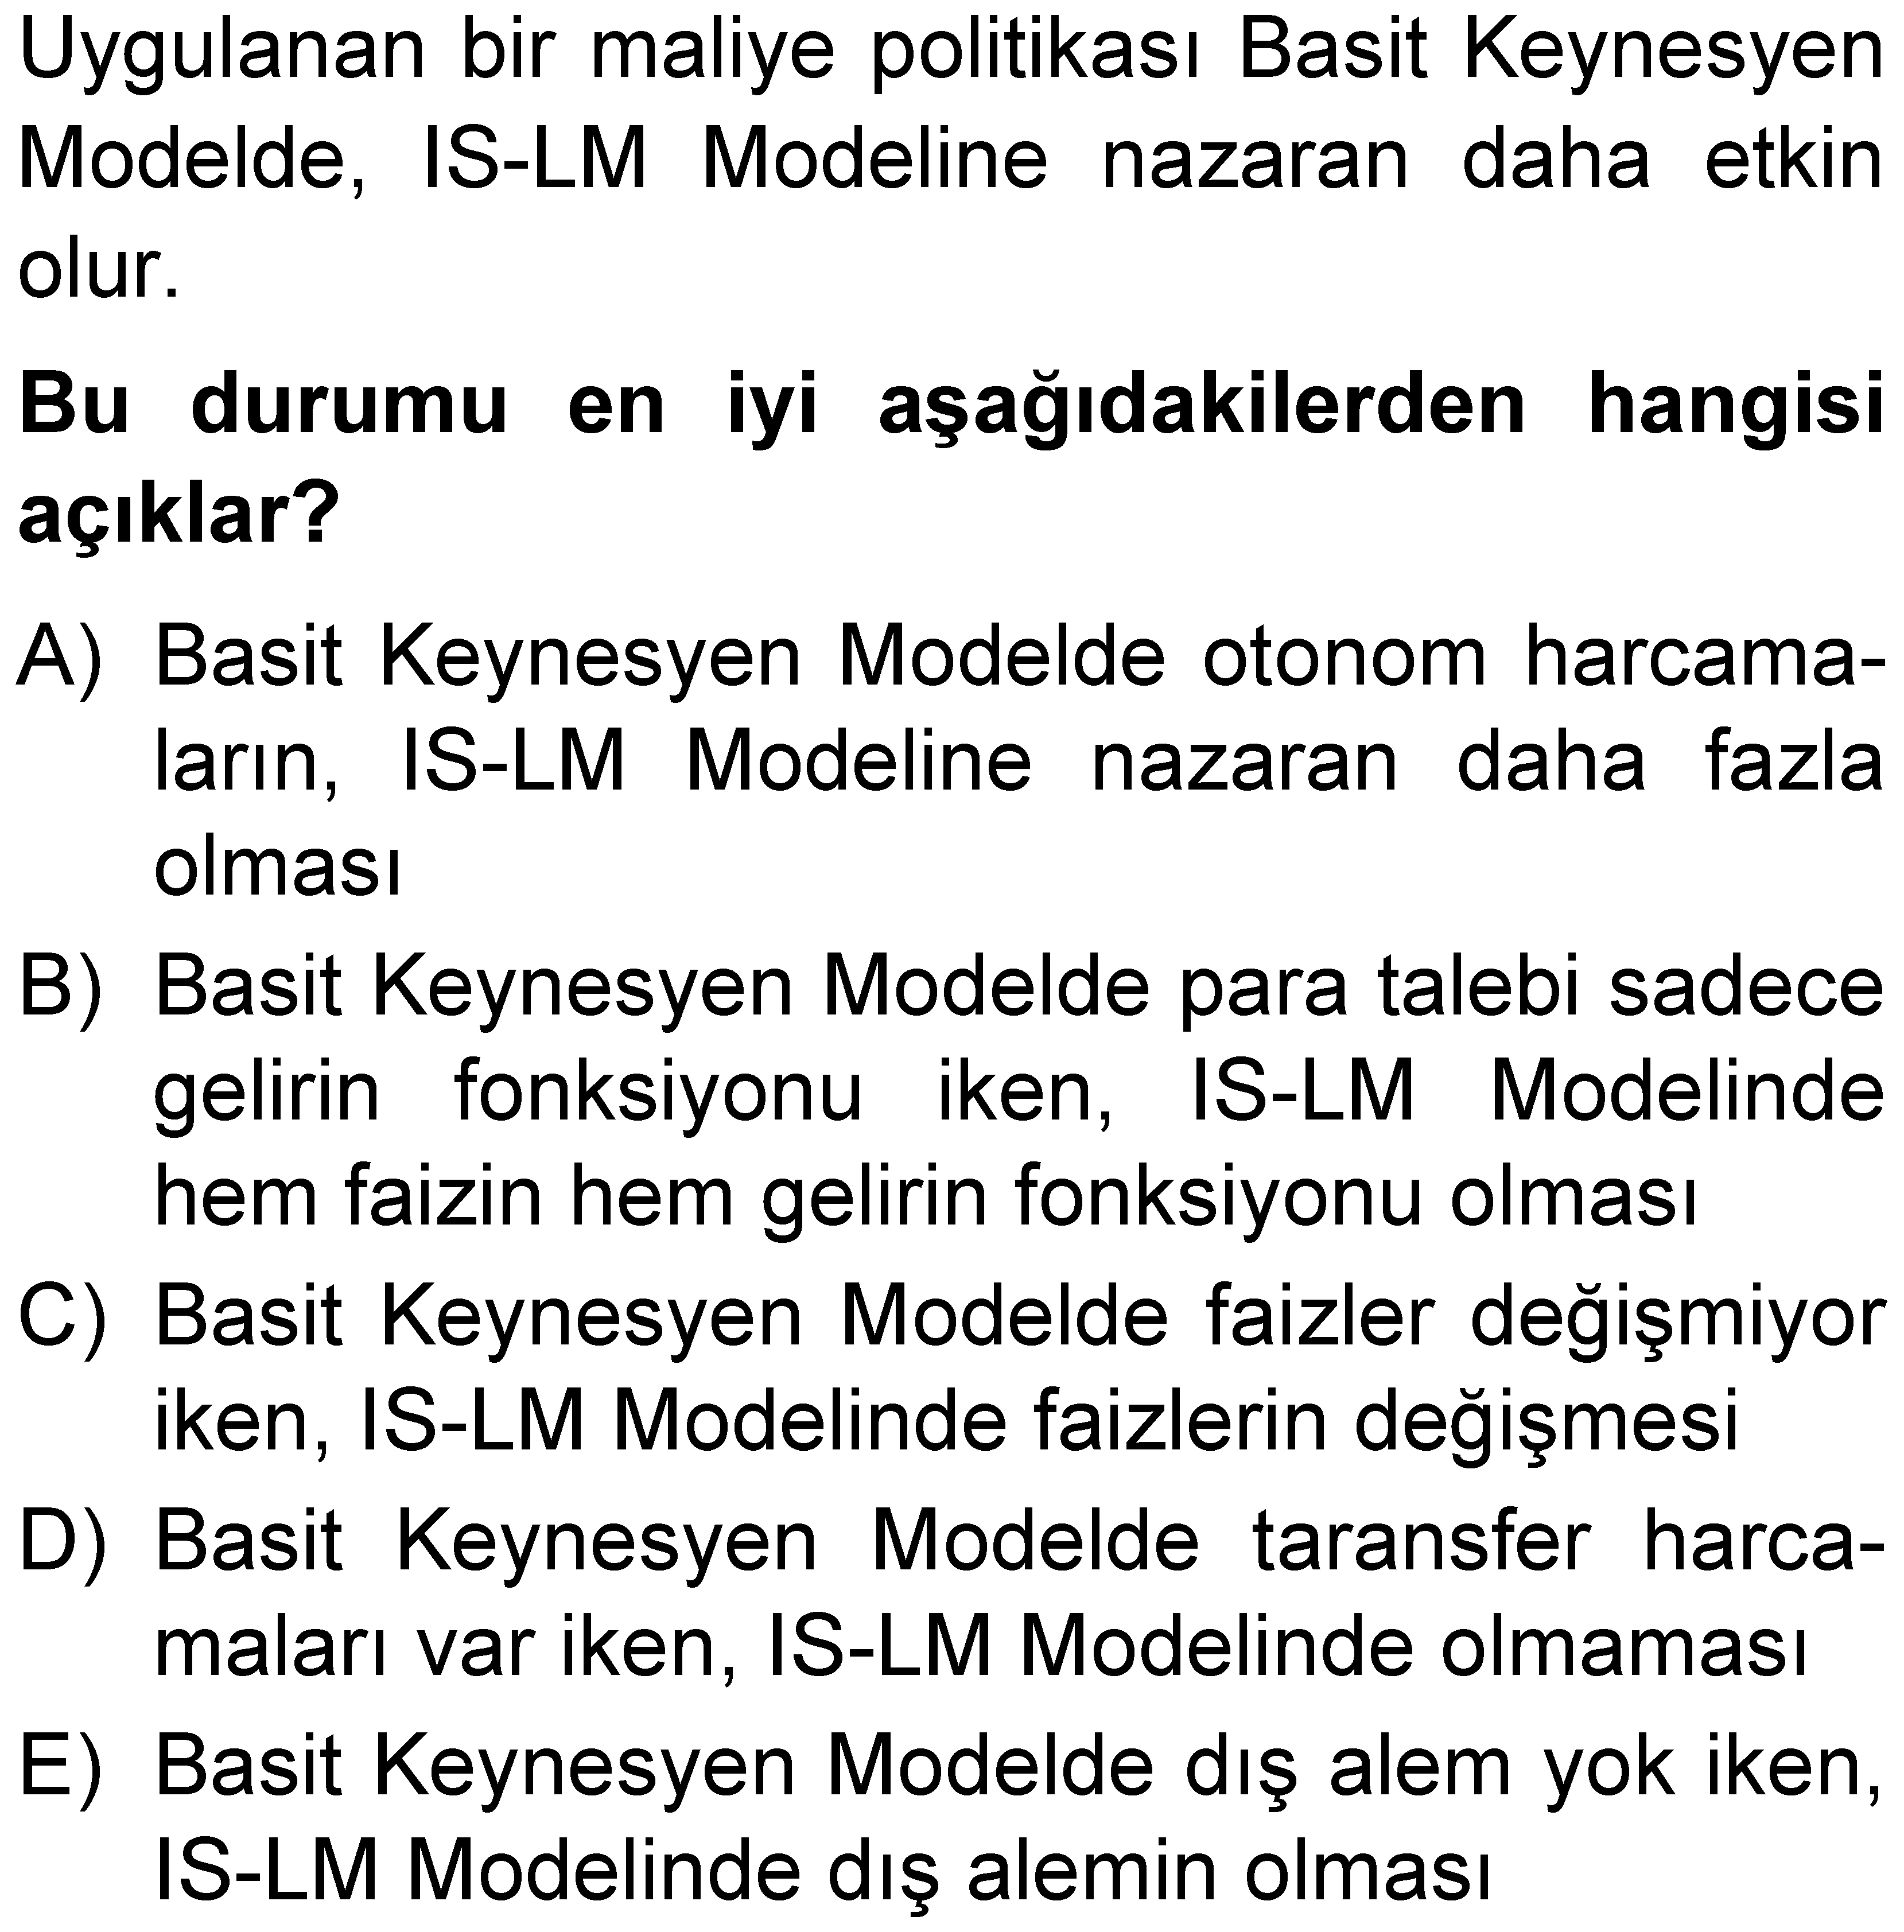 Uygulanan bir maliye politikası Basit Keynesyen
Modelde, IS-LM Modeline nazaran daha etkin
olur.
Bu durumu en iyi aşağıdakilerden hangisi
açıklar?
A) Basit Keynesyen Modelde otonom harcama-
ların, IS-LM Modeline nazaran daha fazla
olması
B) Basit Keynesyen Modelde para talebi sadece
gelirin fonksiyonu iken, IS-LM Modelinde
hem faizin hem gelirin fonksiyonu olması
C) Basit Keynesyen Modelde faizler değişmiyor
iken, IS-LM Modelinde faizlerin değişmesi
D) Basit Keynesyen Modelde taransfer harca-
maları var iken, IS-LM Modelinde olmaması
E) Basit Keynesyen Modelde dış alem yok iken,
IS-LM Modelinde dış alemin olması